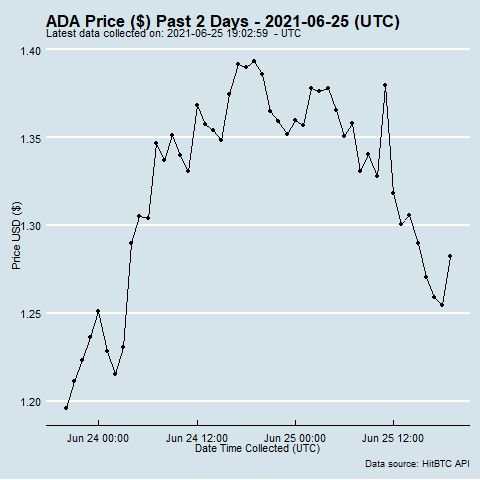 ADA Price ($) Past 2 Days - 2021-06-25 (UTC)
Latest data collected on: 2021-06-25 19:02:59 - UTC
1.40
1.35
1.30
1.25
1.20
Price USD ($)
Jun 24 00:00 Jun 24 12:00 Jun 25 00:00 Jun 25 12:00
Date Time Collected (UTC)
Data source: HitBTC API